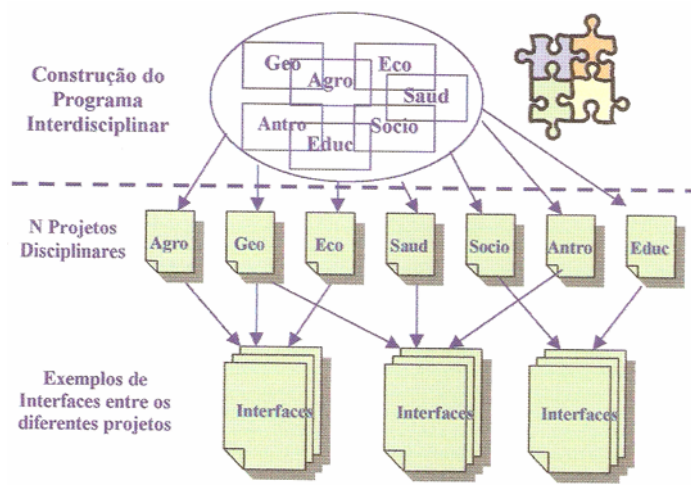 Construção do
Programa
Interdisciplinar
Geo
Eco
Agro
Saud
Antro
Socio
Educ
N Projetos
Disciplinares
Agro
Geo
Eco
Saud
Socio
Antro
Educ
Exemplos de
Interfaces entre os
diferentes projetos
Interfaces
Interfaces
Interfaces